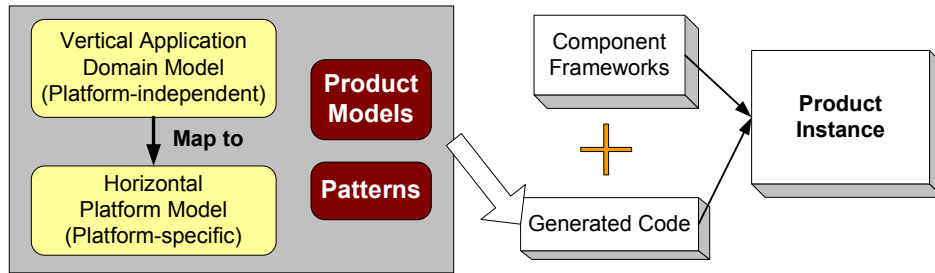 Vertical Application
Domain Model
(Platform-independent)
Map to
Horizontal
Platform Model
(Platform-specific)
Product
Models
Patterns
Component
Frameworks
Generated Code
Product
Instance